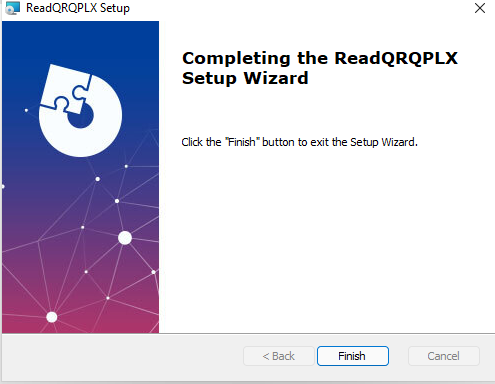 ReadQRQPLX Setup
Completing the ReadQRQPLX
Setup Wizard
Click the "Finish" button to exit the Setup Wizard.
< Back
Finish
Cancel